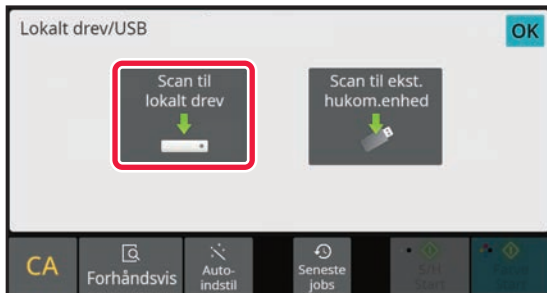 Lokalt drev/USB
OK
Scan til
lokalt drev
Scan til ekst.
hukom.enhed
CA
Forhåndsvis
Auto-
indstil
Seneste
jobs
S/H
Start
Farve
Start